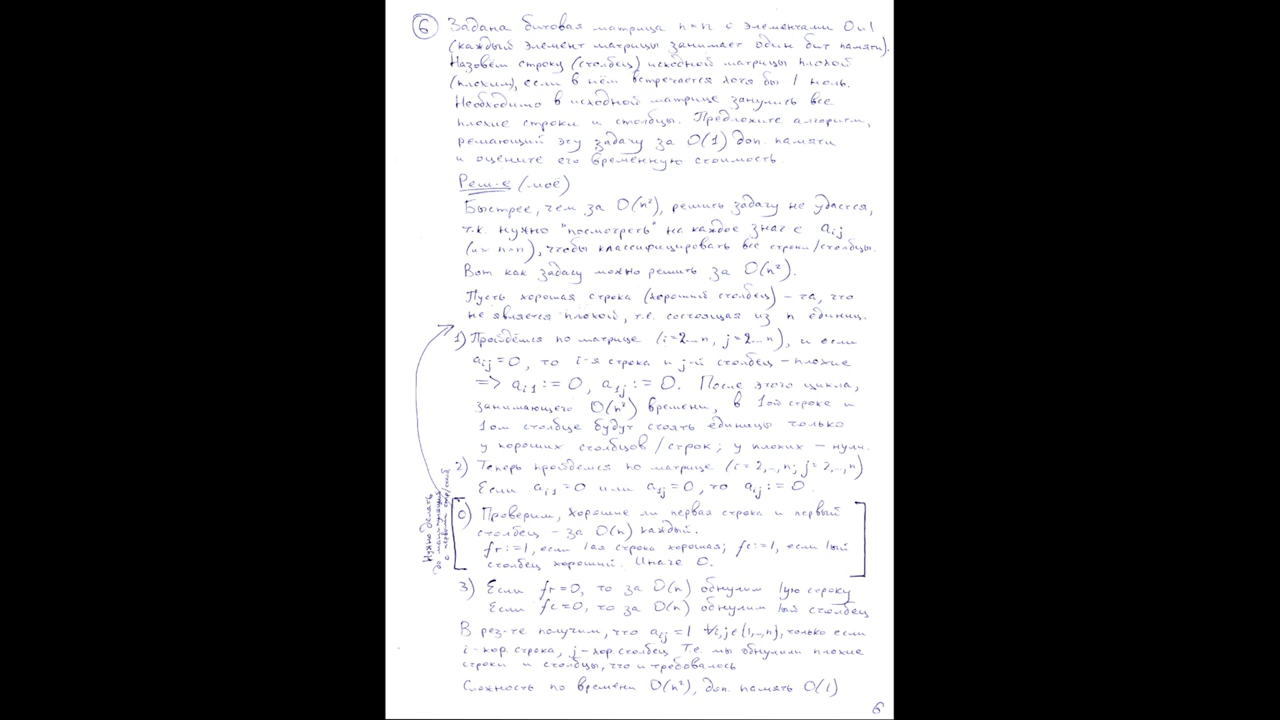 6 Задана битовая матрица n×n с элементами 0 и 1
(каждый элемент матрицы занимает один бит памяти).
Назовём строку (столбец) исходной матрицы плохой
(плохим), если в нём встречается хотя бы 1 ноль.
Необходимо в исходной матрице занулись все
плохие строки и столбцы. Предложите алгоритм,
решающий эту задачу за O(1) доп. памяти
и оцените его временную стоимость.
Реш-е (моё)
Быстрее, чем за O(n²), решить задачу не удастся,
т.к. нужно "посмотреть" на каждое знач-е aij
(их n×n), чтобы классифицировать все строки/столбцы.
Вот как задачу можно решить за O(n²).
Пусть хорошая строка (хороший столбец) – та, что
не является плохой, т.е. состоящая из n единиц.
1) Пройдёмся по матрице (i=2...n, j=2...n), и если
aij=0, то i-я строка и j-й столбец – плохие
=> ai1:=0, a1j:=0. После этого цикла,
занимающего O(n²) времени, в 1ой строке и
1ом столбце будут стоять единицы только
у хороших столбцов/строк; у плохих – нули.
2) Теперь пройдёмся по матрице (i=2,..,n; j=2,..,n)
Если ai1=0 или a1j=0, то aij:=0.
Нужно делать
до манипуляций
с первыми стр/стлб
0) Проверим, хорошие ли первая строка и первый
столбец – за O(n) каждый.
fr:=1, если 1ая строка хорошая; fc:=1, если 1ый
столбец хороший. Иначе 0.
3) Если fr=0, то за O(n) обнулим 1ую строку
Если fc=0, то за O(n) обнулим 1ый столбец
В рез-те получим, что aij=1 ∀i,j∈{1,..,n}, только если
i-хор. строка, j-хор. столбец. Т.е. мы обнулили плохие
строки и столбцы, что и требовалось
Сложность по времени O(n²), доп. память O(1)
6